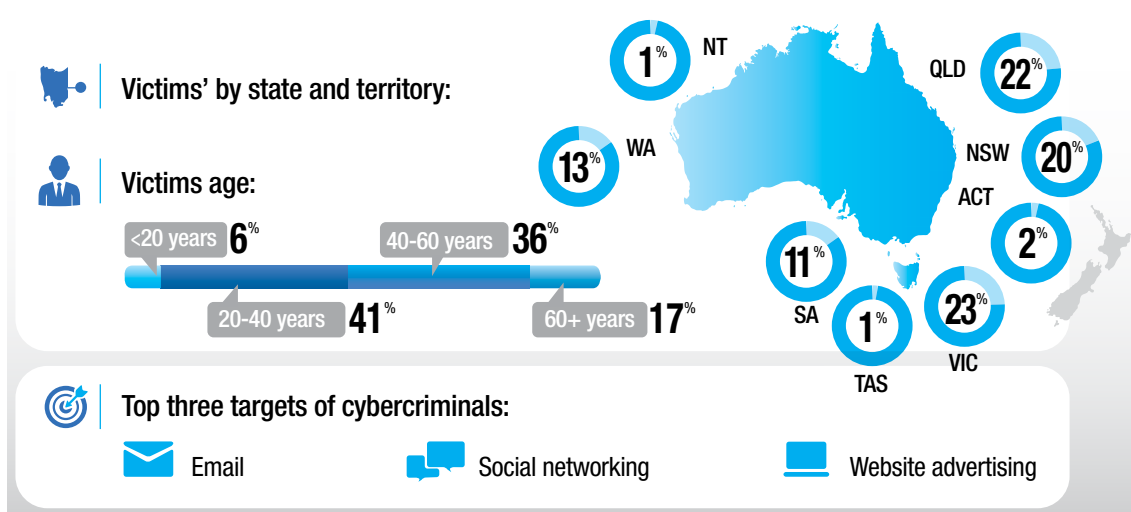 Victims' by state and territory:
1% NT
QLD 22%
13% WA
NSW 20%
ACT 2%
11% SA
1% TAS
23% VIC
Victims age:
<20 years 6%
40-60 years 36%
20-40 years 41%
60+ years 17%
Top three targets of cybercriminals:
Email
Social networking
Website advertising